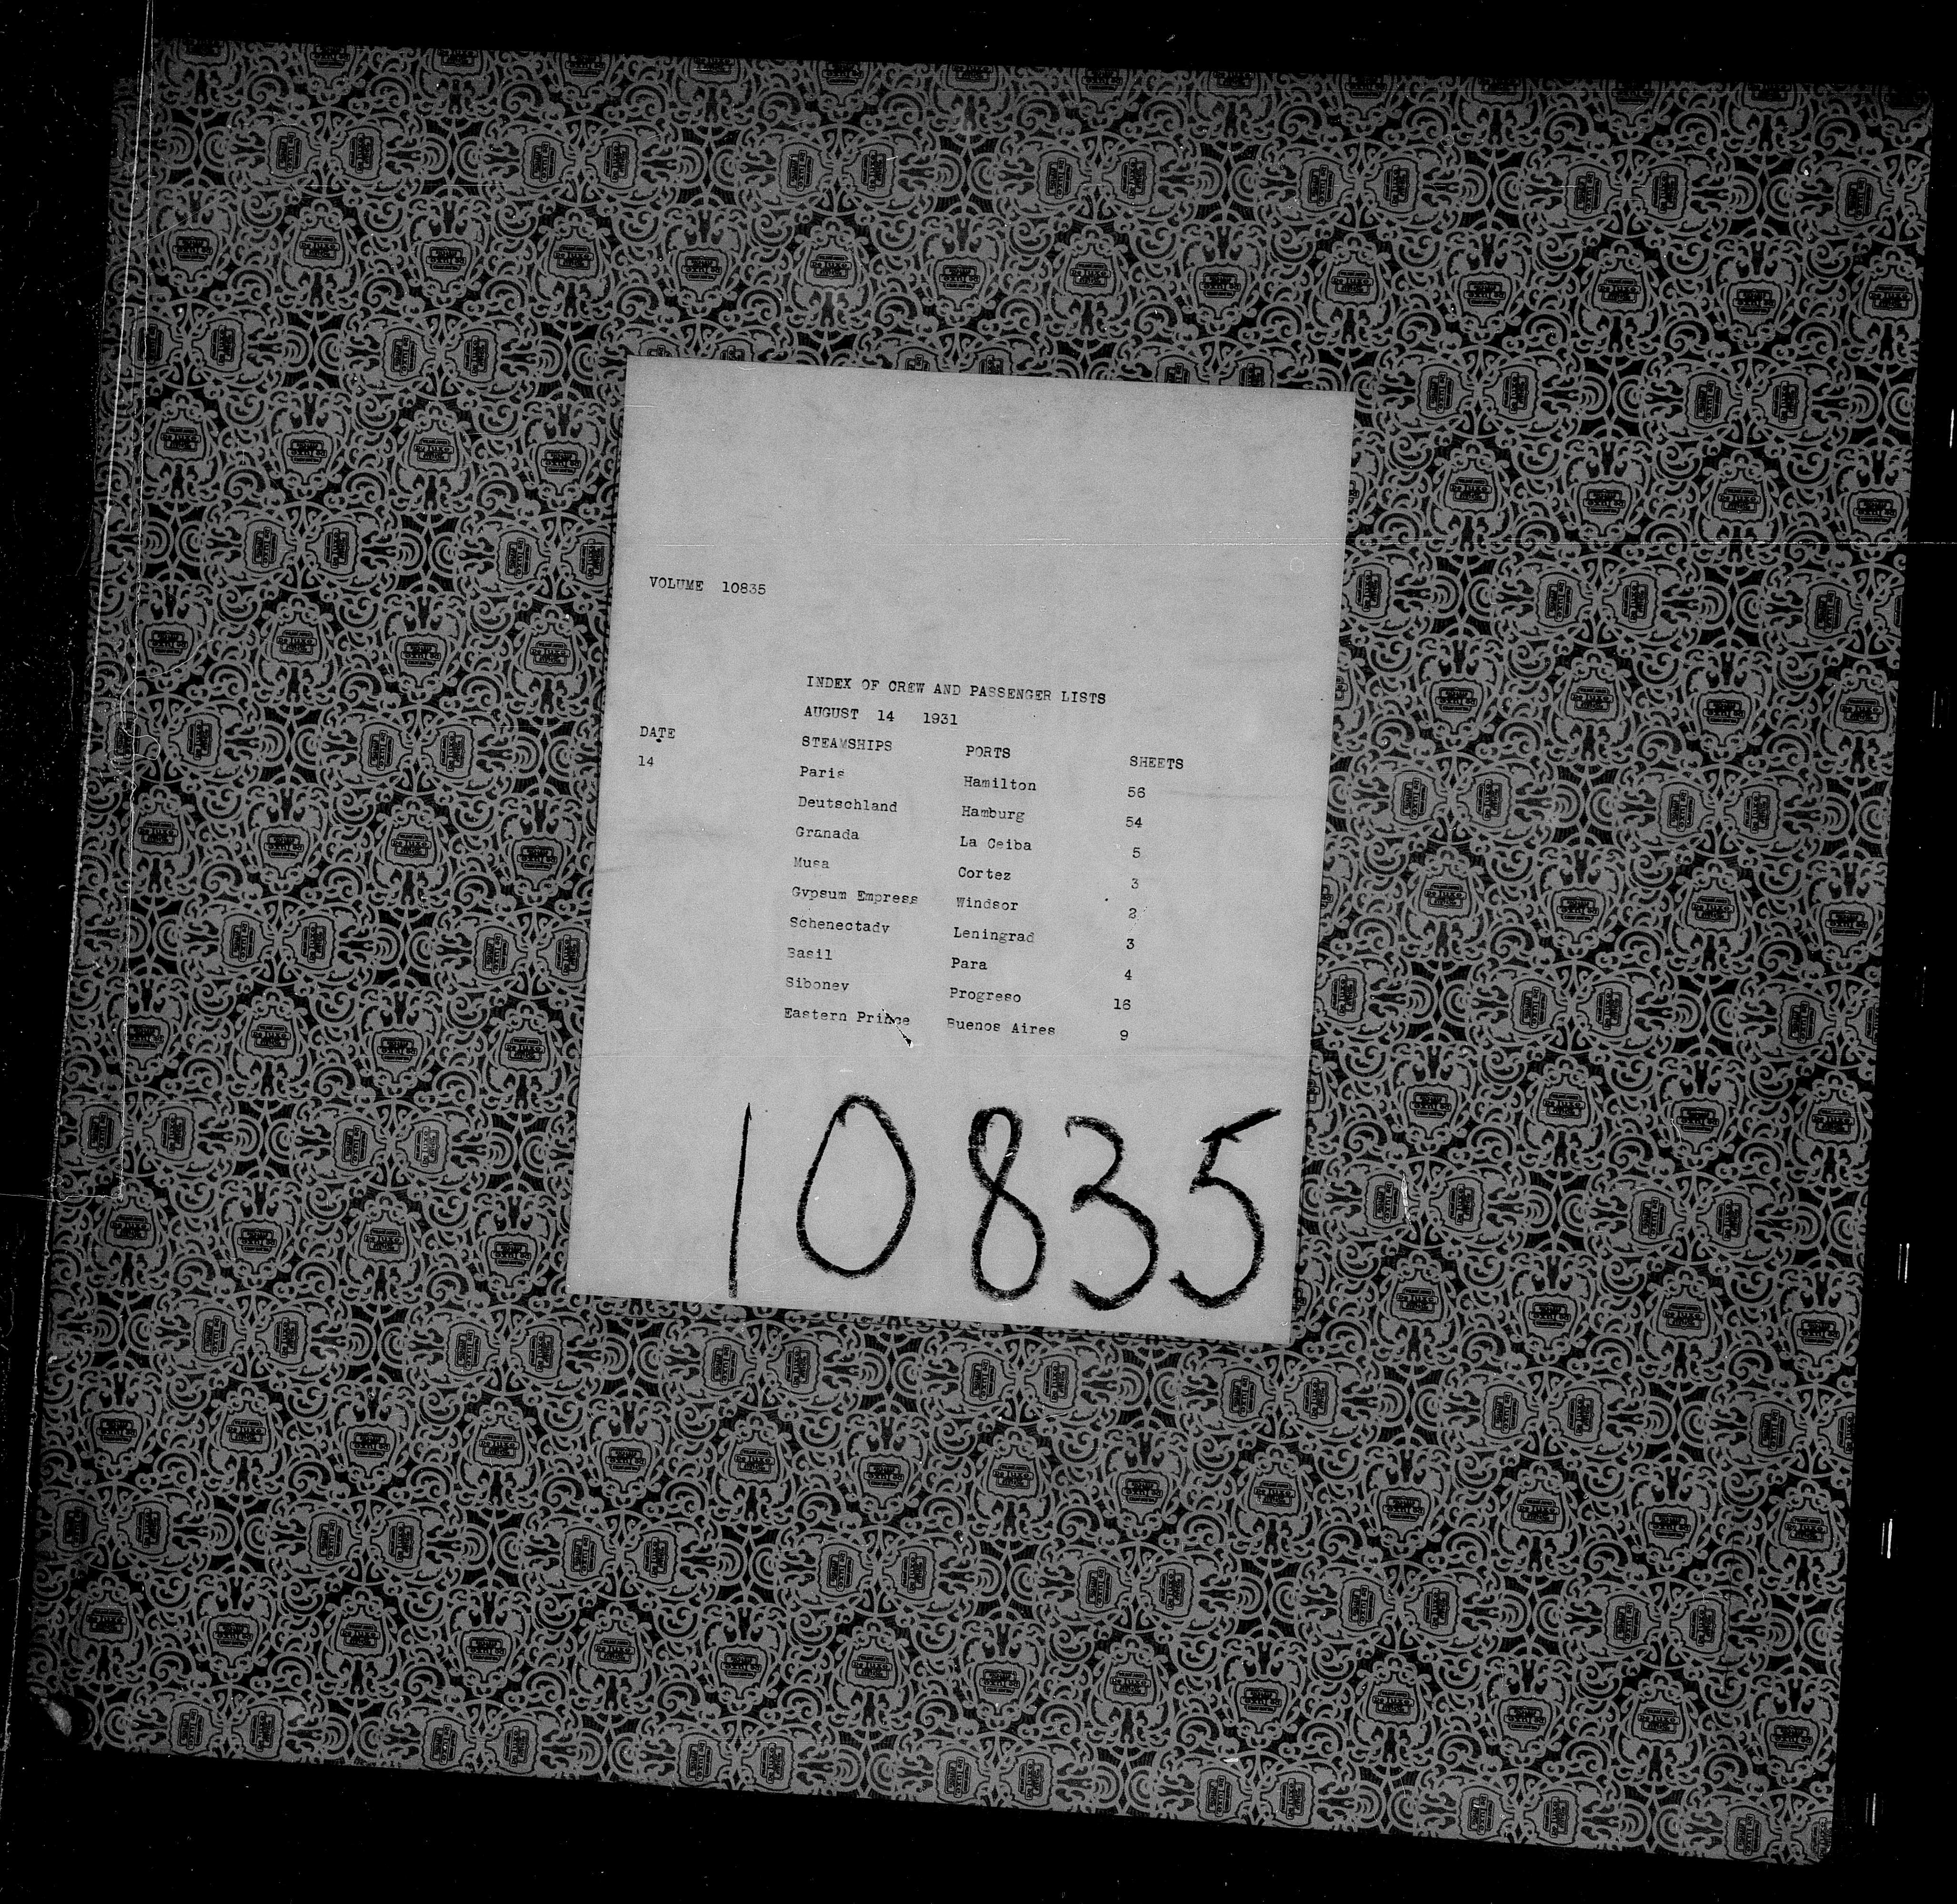 VOLUME 10835
INDEX OF CREW AND PASSENGER LISTS
AUGUST 14 1931
DATE STEAMSHIPS PORTS SHEETS
14 Paris Hamilton 56
Deutschland Hamburg 54
Granada La Ceiba 5
Musa Cortez 3
Gypsum Empress Windsor 2
Schenectady Leningrad 3
Basil Para 4
Siboney Progreso 16
Eastern Prince Buenos Aires 9
10835